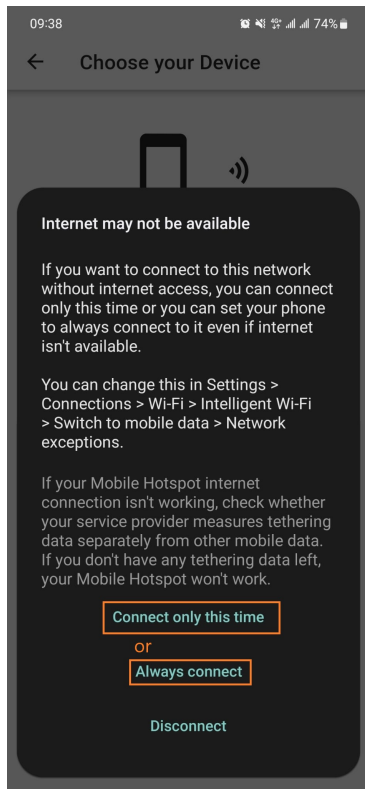 09:38 4G+ 74%
Choose your Device
Internet may not be available
If you want to connect to this network
without internet access, you can connect
only this time or you can set your phone
to always connect to it even if internet
isn't available.
You can change this in Settings >
Connections > Wi-Fi > Intelligent Wi-Fi
> Switch to mobile data > Network
exceptions.
If your Mobile Hotspot internet
connection isn't working, check whether
your service provider measures tethering
data separately from other mobile data.
If you don't have any tethering data left,
your Mobile Hotspot won't work.
Connect only this time
or
Always connect
Disconnect